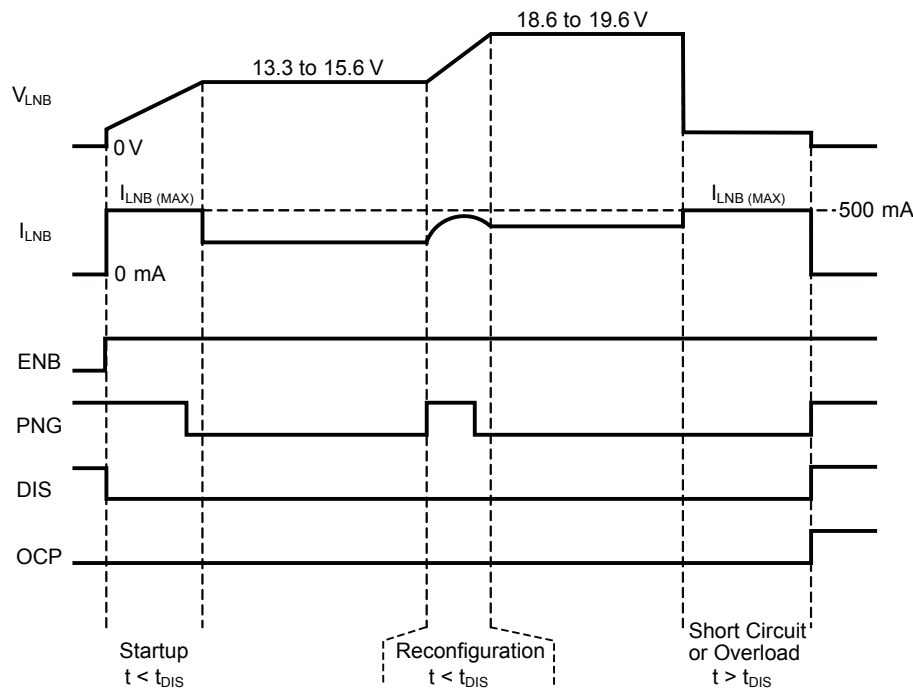 18.6 to 19.6 V
13.3 to 15.6 V
VLNB
0 V
ILNB (MAX)
ILNB (MAX)
500 mA
ILNB
0 mA
ENB
PNG
DIS
OCP
Startup
t < tDIS
Reconfiguration
t < tDIS
Short Circuit
or Overload
t > tDIS